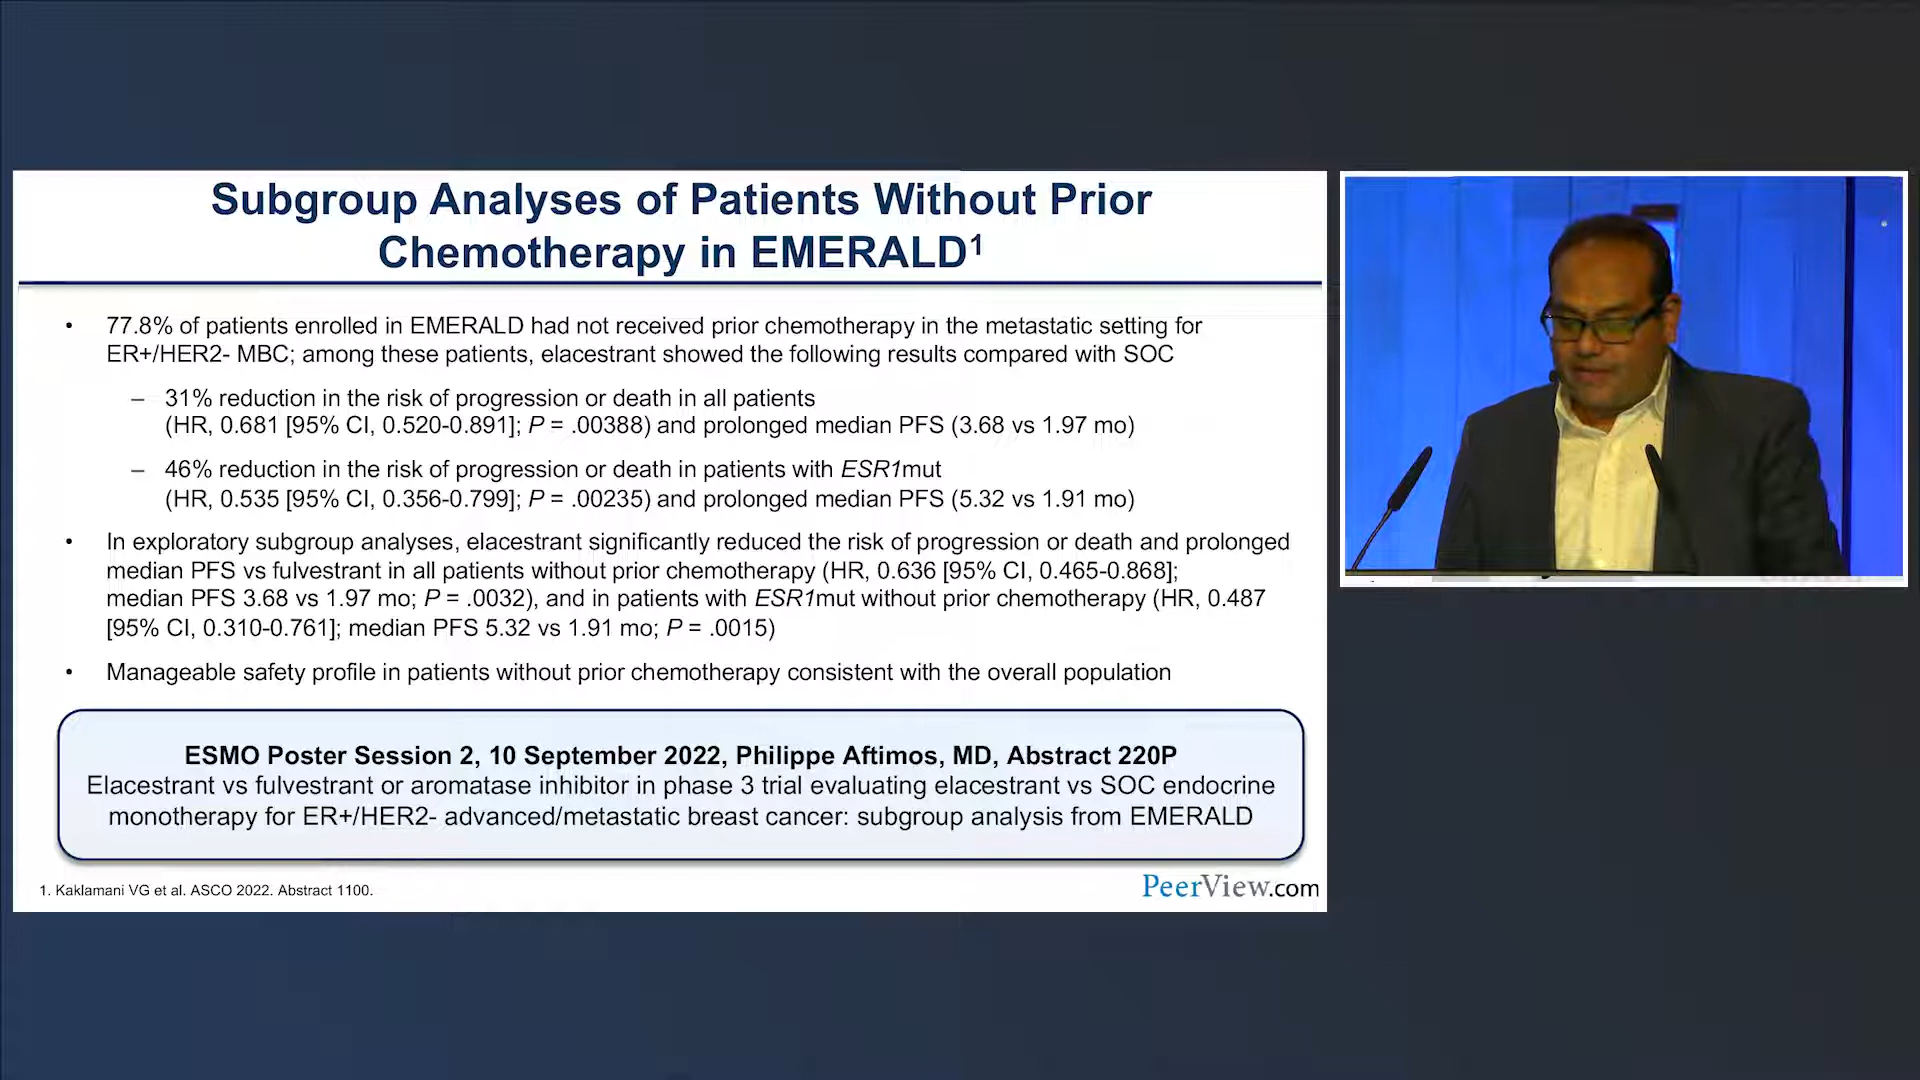 Subgroup Analyses of Patients Without Prior
Chemotherapy in EMERALD¹
• 77.8% of patients enrolled in EMERALD had not received prior chemotherapy in the metastatic setting for
ER+/HER2- MBC; among these patients, elacestrant showed the following results compared with SOC
– 31% reduction in the risk of progression or death in all patients
(HR, 0.681 [95% CI, 0.520-0.891]; P = .00388) and prolonged median PFS (3.68 vs 1.97 mo)
– 46% reduction in the risk of progression or death in patients with ESR1mut
(HR, 0.535 [95% CI, 0.356-0.799]; P = .00235) and prolonged median PFS (5.32 vs 1.91 mo)
• In exploratory subgroup analyses, elacestrant significantly reduced the risk of progression or death and prolonged
median PFS vs fulvestrant in all patients without prior chemotherapy (HR, 0.636 [95% CI, 0.465-0.868];
median PFS 3.68 vs 1.97 mo; P = .0032), and in patients with ESR1mut without prior chemotherapy (HR, 0.487
[95% CI, 0.310-0.761]; median PFS 5.32 vs 1.91 mo; P = .0015)
• Manageable safety profile in patients without prior chemotherapy consistent with the overall population
ESMO Poster Session 2, 10 September 2022, Philippe Aftimos, MD, Abstract 220P
Elacestrant vs fulvestrant or aromatase inhibitor in phase 3 trial evaluating elacestrant vs SOC endocrine
monotherapy for ER+/HER2- advanced/metastatic breast cancer: subgroup analysis from EMERALD
1. Kaklamani VG et al. ASCO 2022. Abstract 1100.
PeerView.com